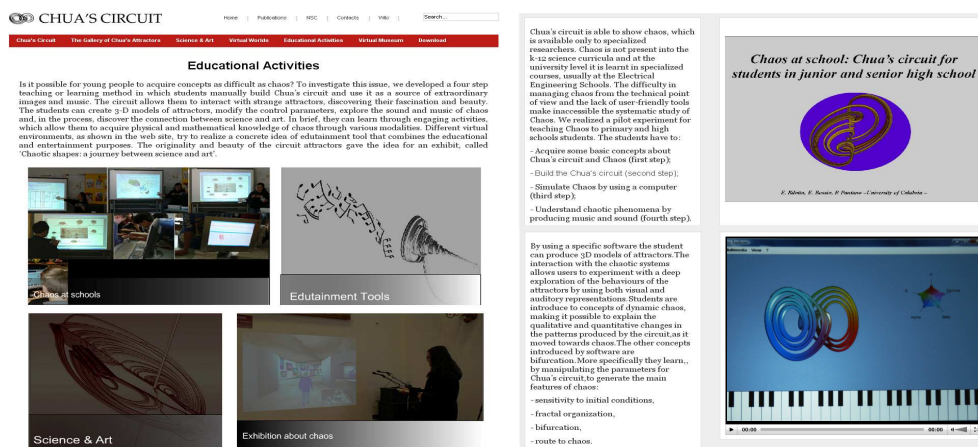 CHUA'S CIRCUIT
Home | Publications | NSC | Contacts | Wiki |
Search...
Chua's Circuit The Gallery of Chua's Attractors Science & Art Virtual Worlds Educational Activities Virtual Museum Download
Educational Activities
Is it possible for young people to acquire concepts as difficult as chaos? To investigate this issue, we developed a four step
teaching or learning method in which students manually build Chua's circuit and use it as a source of extraordinary
images and music. The circuit allows them to interact with strange attractors, discovering their fascination and beauty.
The students can create 3-D models of attractors, modify the control parameters, explore the sound and music of chaos
and, in the process, discover the connection between science and art. In brief, they can learn through engaging activities,
which allow them to acquire physical and mathematical knowledge of chaos through various modalities. Different virtual
environments, as shown in the web site, try to realize a concrete idea of edutainment tool that combines the educational
and entertainment purposes. The originality and beauty of the circuit attractors gave the idea for an exhibit, called
'Chaotic shapes: a journey between science and art'.
Chaos at schools
Edutainment Tools
Science & Art
Exhibition about chaos
Chua's circuit is able to show chaos, which
is available only to specialized
researchers. Chaos is not present into the
k-12 science curricula and at the
university level it is learnt in specialized
courses, usually at the Electrical
Engineering Schools. The difficulty in
managing chaos from the technical point
of view and the lack of user-friendly tools
make inaccessible the systematic study of
Chaos. We realized a pilot experiment for
teaching Chaos to primary and high
schools students. The students have to:
- Acquire some basic concepts about
Chua's circuit and Chaos (first step);
- Build the Chua's circuit (second step);
- Simulate Chaos by using a computer
(third step);
- Understand chaotic phenomena by
producing music and sound (fourth step).
Chaos at school: Chua's circuit for
students in junior and senior high school
E. Bilotta, E. Bossio, P. Pantano –University of Calabria –
By using a specific software the student
can produce 3D models of attractors.The
interaction with the chaotic systems
allows users to experiment with a deep
exploration of the behaviours of the
attractors by using both visual and
auditory representations.Students are
introduce to concepts of dynamic chaos,
making it possible to explain the
qualitative and quantitative changes in
the patterns produced by the circuit,as it
moved towards chaos.The other concepts
introduced by software are
bifurcation.More specifically they learn,,
by manipulating the parameters for
Chua's circuit,to generate the main
features of chaos:
- sensitivity to initial conditions,
- fractal organization,
- bifurcation,
- route to chaos.
00:00 00:00